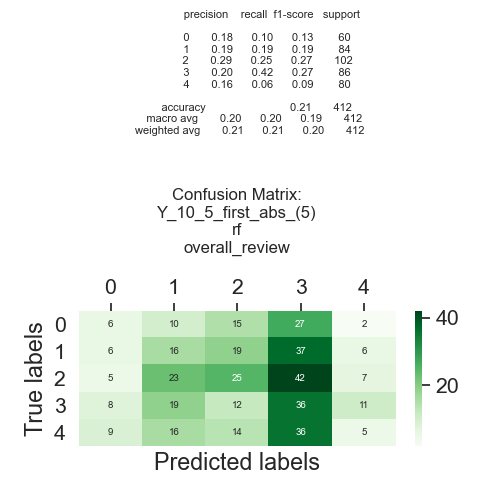 precision recall f1-score support
0 0.18 0.10 0.13 60
1 0.19 0.19 0.19 84
2 0.29 0.25 0.27 102
3 0.20 0.42 0.27 86
4 0.16 0.06 0.09 80
accuracy 0.21 412
macro avg 0.20 0.20 0.19 412
weighted avg 0.21 0.21 0.20 412
Confusion Matrix:
Y_10_5_first_abs_(5)
rf
overall_review
0 1 2 3 4
0 6 10 15 27 2
1 6 16 19 37 6
2 5 23 25 42 7
3 8 19 12 36 11
4 9 16 14 36 5
True labels
Predicted labels
40
20